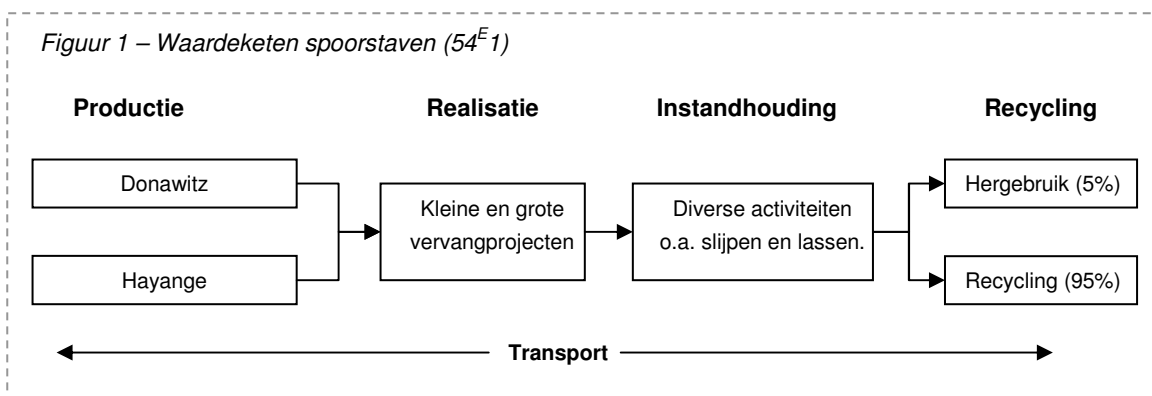 Figuur 1 – Waardeketen spoorstaven (54ᴱ1)
Productie
Realisatie
Instandhouding
Recycling
Donawitz
Hayange
Kleine en grote
vervangprojecten
Diverse activiteiten
o.a. slijpen en lassen.
Hergebruik (5%)
Recycling (95%)
Transport